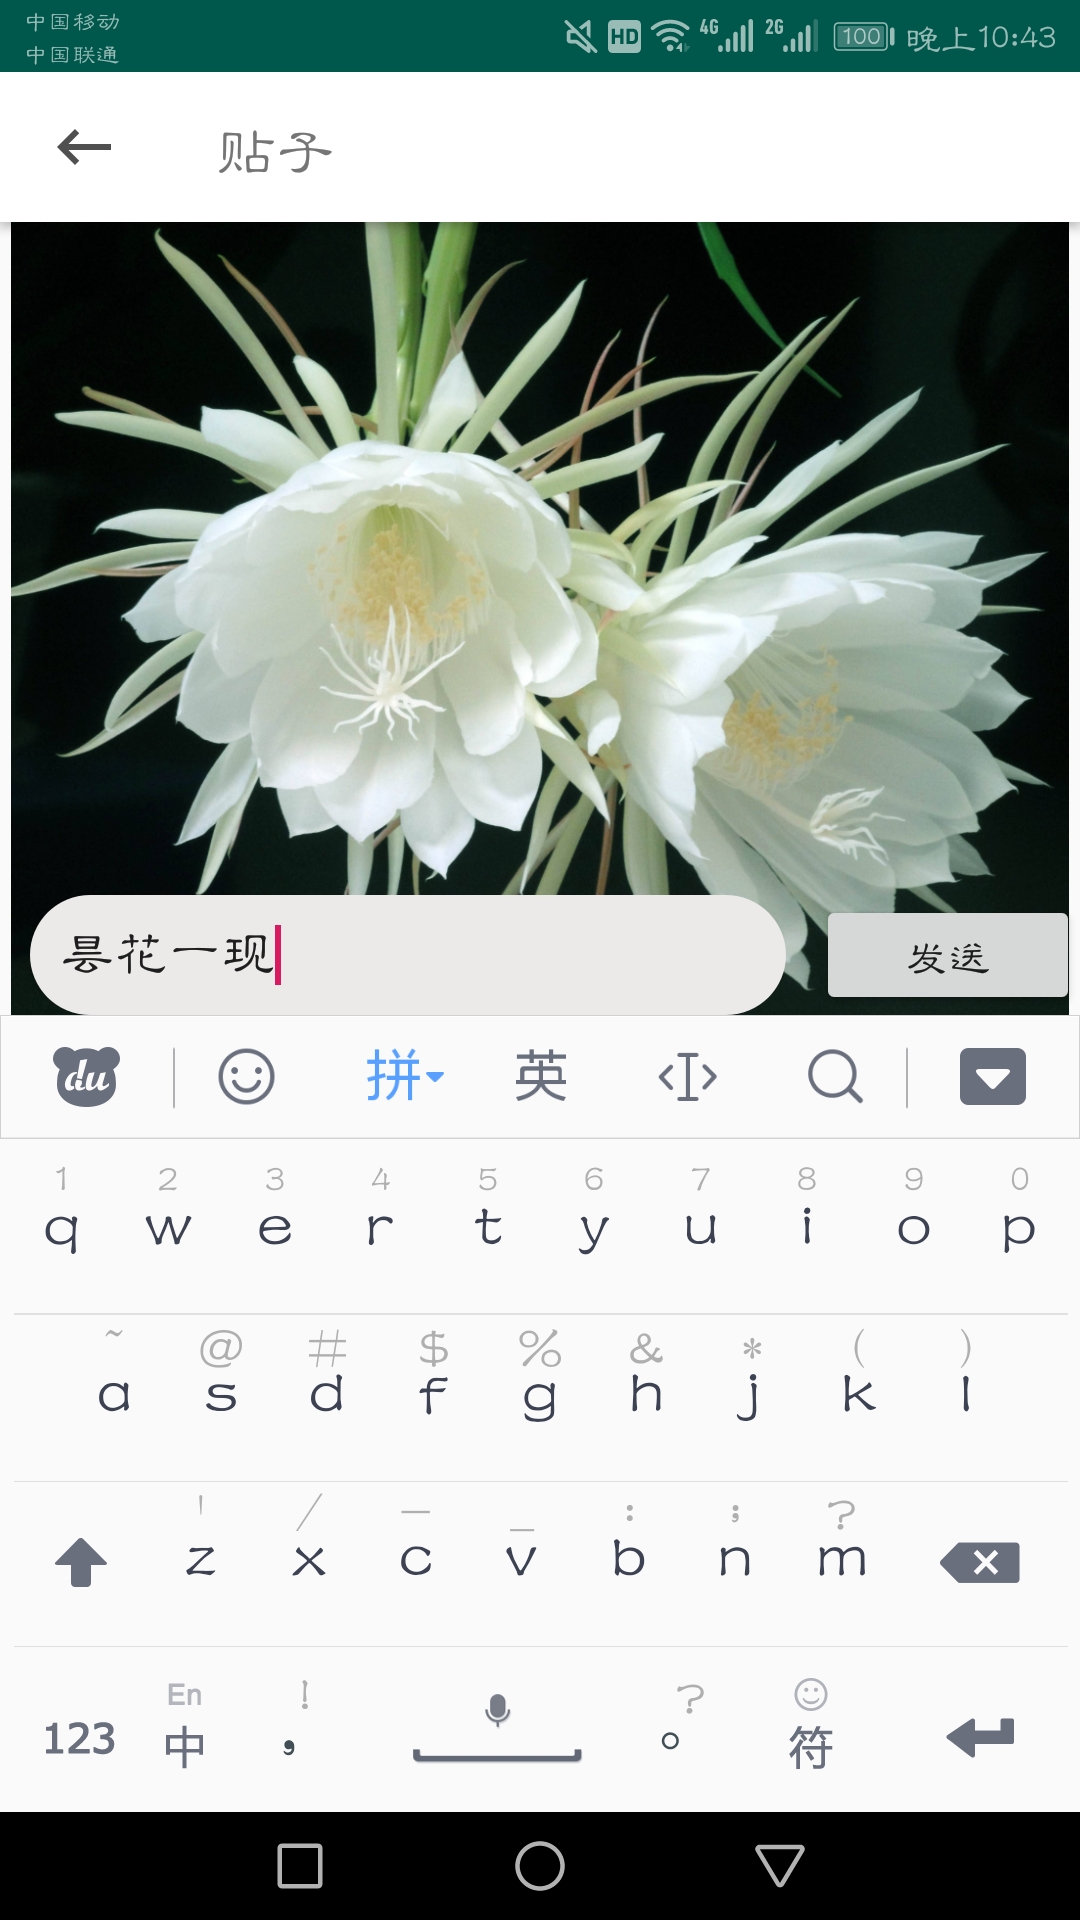 中国移动
中国联通
HD 4G 2G 100 晚上10:43
贴子
昙花一现
发送
du 拼 英
1 2 3 4 5 6 7 8 9 0
q w e r t y u i o p
~ @ # $ % & * ( )
a s d f g h j k l
' / — _ : ; ?
z x c v b n m
En ! ?
123 中 , 。 符